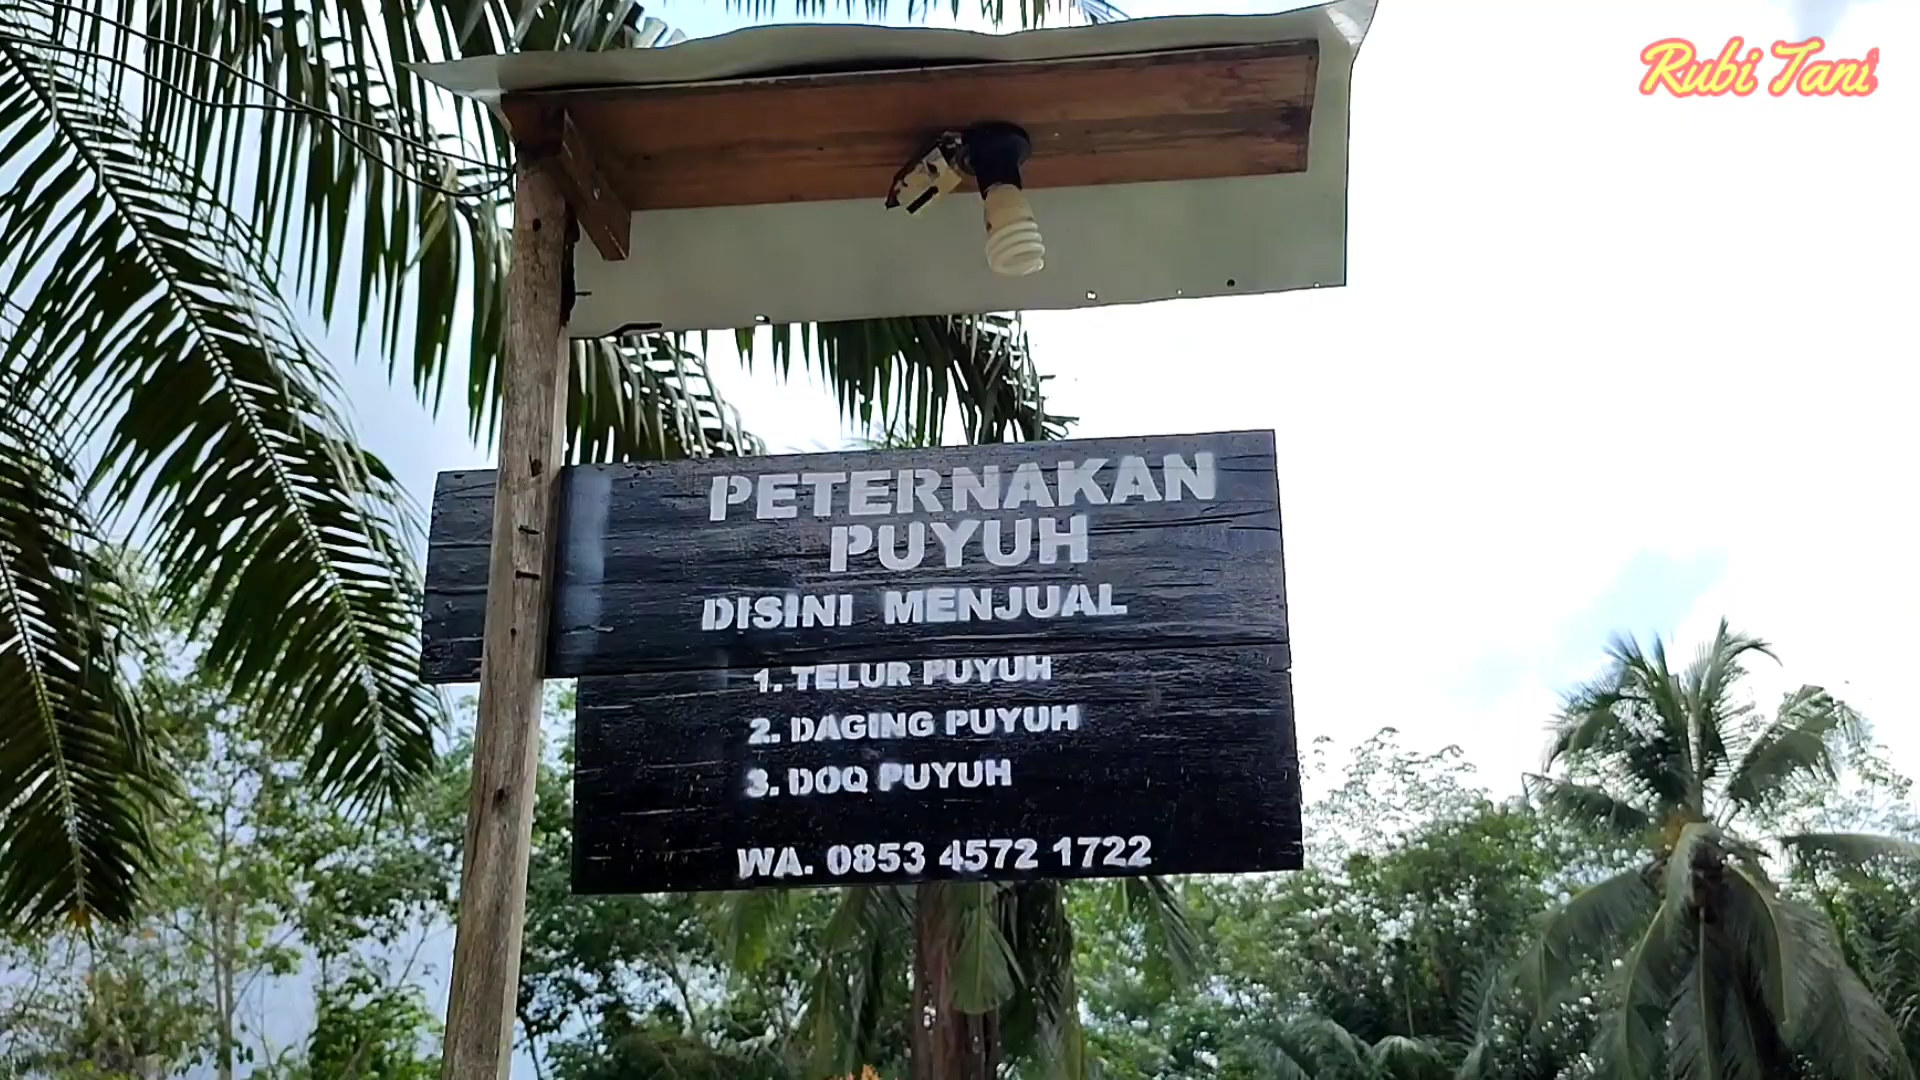 Rubi Tani
PETERNAKAN
PUYUH
DISINI MENJUAL
1. TELUR PUYUH
2. DAGING PUYUH
3. DOQ PUYUH
WA. 0853 4572 1722